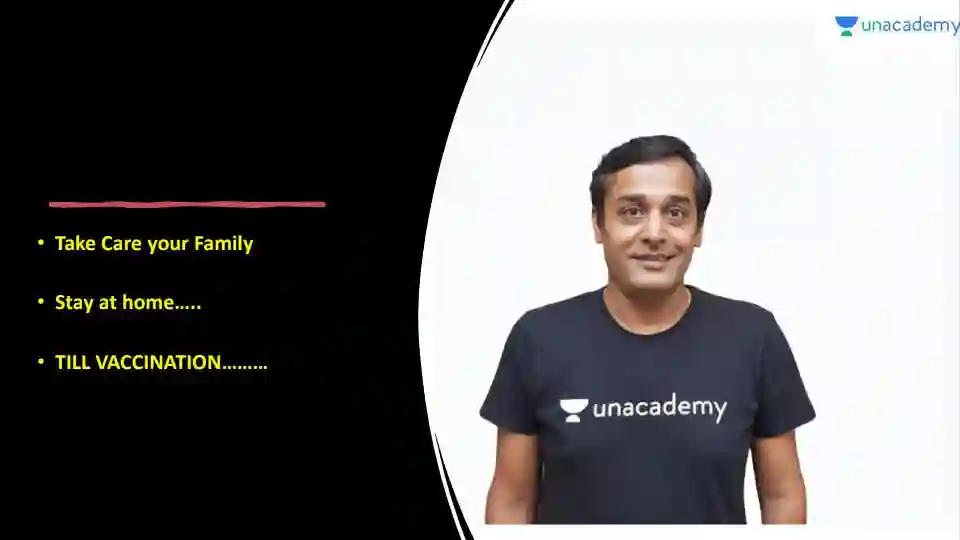 unacademy
• Take Care your Family
• Stay at home.....
• TILL VACCINATION.........
unacademy